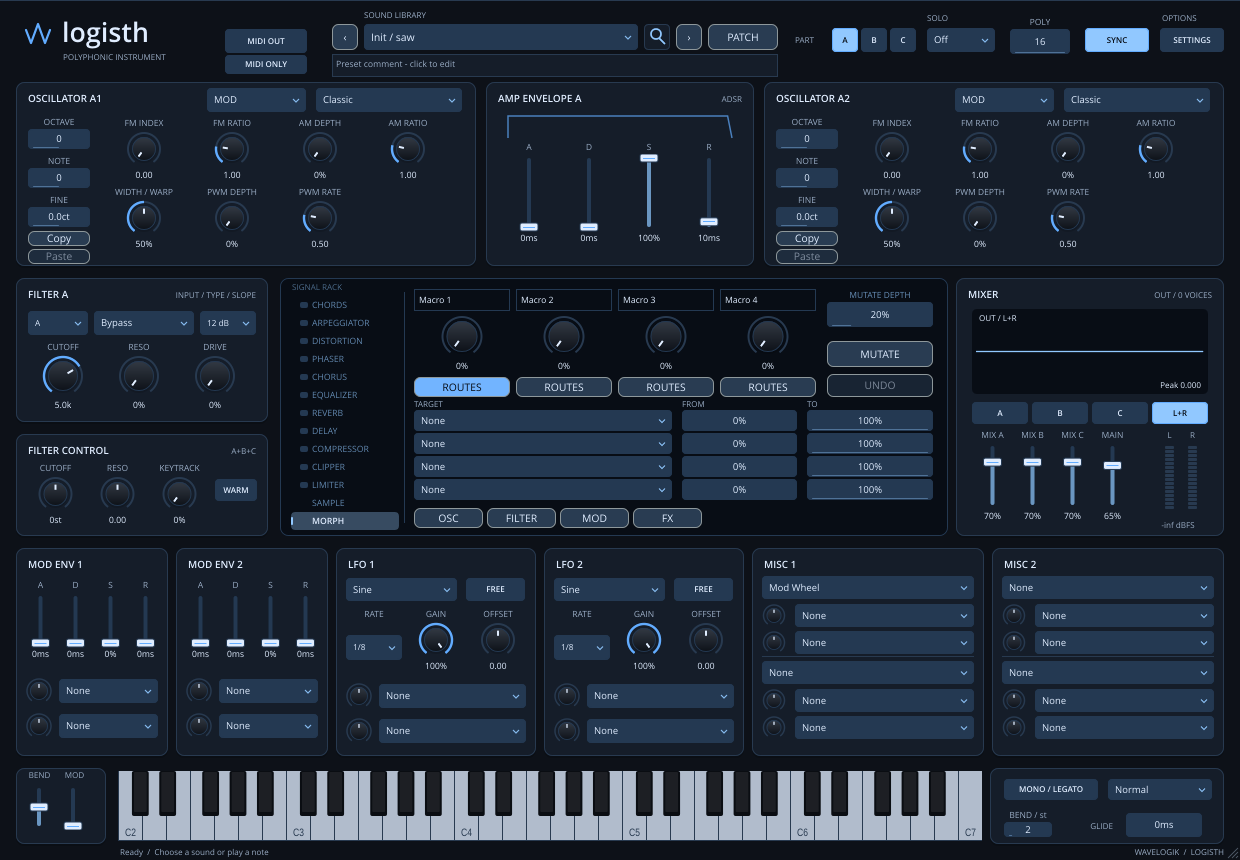 logisth
POLYPHONIC INSTRUMENT
MIDI OUT
MIDI ONLY
SOUND LIBRARY
‹ Init / saw › PATCH
Preset comment - click to edit
PART A B C
SOLO
Off
POLY
16
SYNC
OPTIONS
SETTINGS
OSCILLATOR A1 MOD Classic
OCTAVE FM INDEX FM RATIO AM DEPTH AM RATIO
0
0.00 1.00 0% 1.00
NOTE
0
WIDTH / WARP PWM DEPTH PWM RATE
FINE
0.0ct
50% 0% 0.50
Copy
Paste
AMP ENVELOPE A ADSR
A D S R
0ms 0ms 100% 10ms
OSCILLATOR A2 MOD Classic
OCTAVE FM INDEX FM RATIO AM DEPTH AM RATIO
0
0.00 1.00 0% 1.00
NOTE
0
WIDTH / WARP PWM DEPTH PWM RATE
FINE
0.0ct
50% 0% 0.50
Copy
Paste
FILTER A INPUT / TYPE / SLOPE
A Bypass 12 dB
CUTOFF RESO DRIVE
5.0k 0% 0%
FILTER CONTROL A+B+C
CUTOFF RESO KEYTRACK
WARM
0st 0.00 0%
SIGNAL RACK
CHORDS
ARPEGGIATOR
DISTORTION
PHASER
CHORUS
EQUALIZER
REVERB
DELAY
COMPRESSOR
CLIPPER
LIMITER
SAMPLE
MORPH
Macro 1 Macro 2 Macro 3 Macro 4
0% 0% 0% 0%
ROUTES ROUTES ROUTES ROUTES
MUTATE DEPTH
20%
MUTATE
UNDO
TARGET FROM TO
None 0% 100%
None 0% 100%
None 0% 100%
None 0% 100%
OSC FILTER MOD FX
MIXER OUT / 0 VOICES
OUT / L+R
Peak 0.000
A B C L+R
MIX A MIX B MIX C MAIN L R
70% 70% 70% 65%
-inf dBFS
MOD ENV 1
A D S R
0ms 0ms 0% 0ms
None
None
MOD ENV 2
A D S R
0ms 0ms 0% 0ms
None
None
LFO 1
Sine FREE
RATE GAIN OFFSET
1/8
100% 0.00
None
None
LFO 2
Sine FREE
RATE GAIN OFFSET
1/8
100% 0.00
None
None
MISC 1
Mod Wheel
None
None
None
None
None
MISC 2
None
None
None
None
None
None
BEND MOD
C2 C3 C4 C5 C6 C7
MONO / LEGATO Normal
BEND / st
2
GLIDE 0ms
Ready / Choose a sound or play a note
WAVELOGIK / LOGISTH